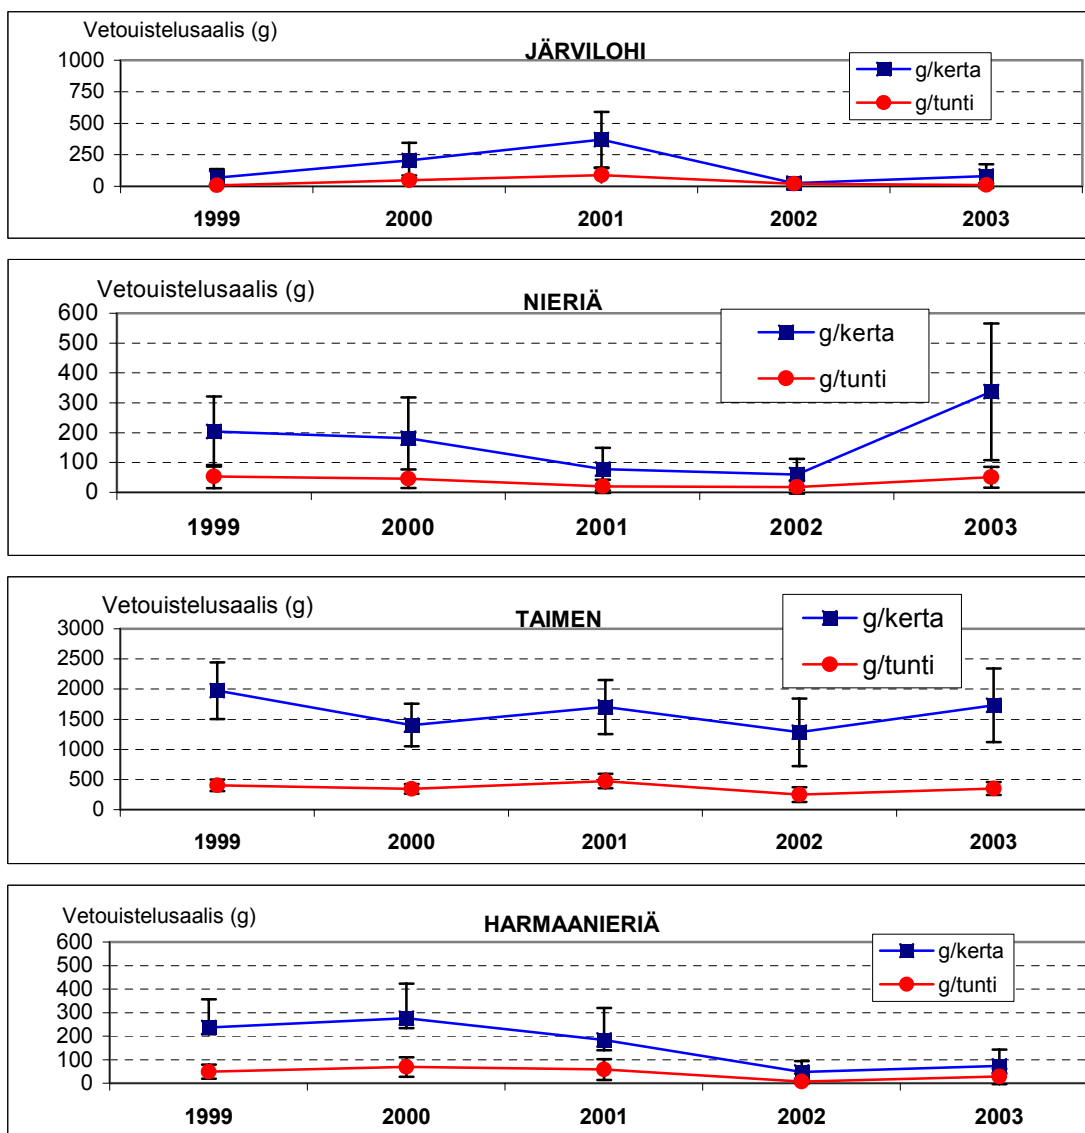 Vetouistelusaalis (g)
JÄRVILOHI
1000
750
500
250
0
g/kerta
g/tunti
1999 2000 2001 2002 2003
Vetouistelusaalis (g)
NIERIÄ
600
500
400
300
200
100
0
g/kerta
g/tunti
1999 2000 2001 2002 2003
Vetouistelusaalis (g)
TAIMEN
3000
2500
2000
1500
1000
500
0
g/kerta
g/tunti
1999 2000 2001 2002 2003
Vetouistelusaalis (g)
HARMAANIERIÄ
600
500
400
300
200
100
0
g/kerta
g/tunti
1999 2000 2001 2002 2003